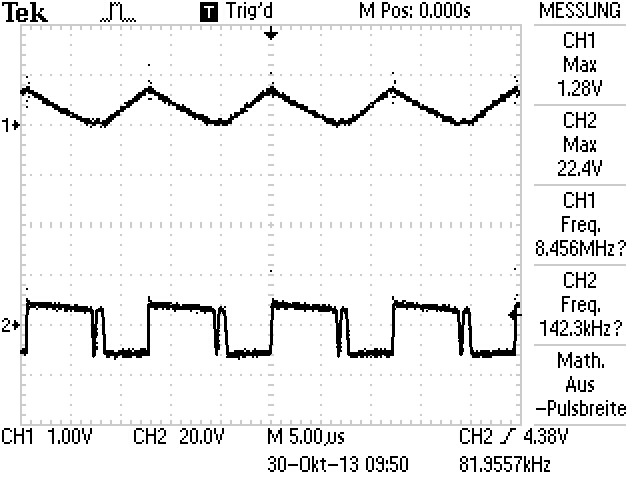 Tek T Trig'd M Pos: 0.000s MESSUNG
CH1
Max
1.28V
CH2
Max
22.4V
CH1
Freq.
8.456MHz?
CH2
Freq.
142.3kHz?
Math.
Aus
-Pulsbreite
1
2
CH1 1.00V CH2 20.0V M 5.00µs CH2 4.38V
30-Okt-13 09:50 81.9557kHz